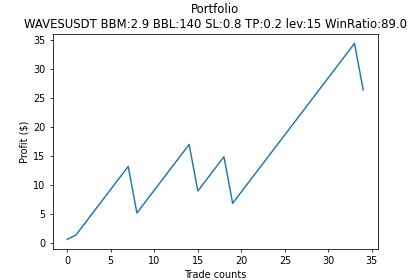 Portfolio
WAVESUSDT BBM:2.9 BBL:140 SL:0.8 TP:0.2 lev:15 WinRatio:89.0
35
30
25
20
15
10
5
0
Profit ($)
0 5 10 15 20 25 30 35
Trade counts